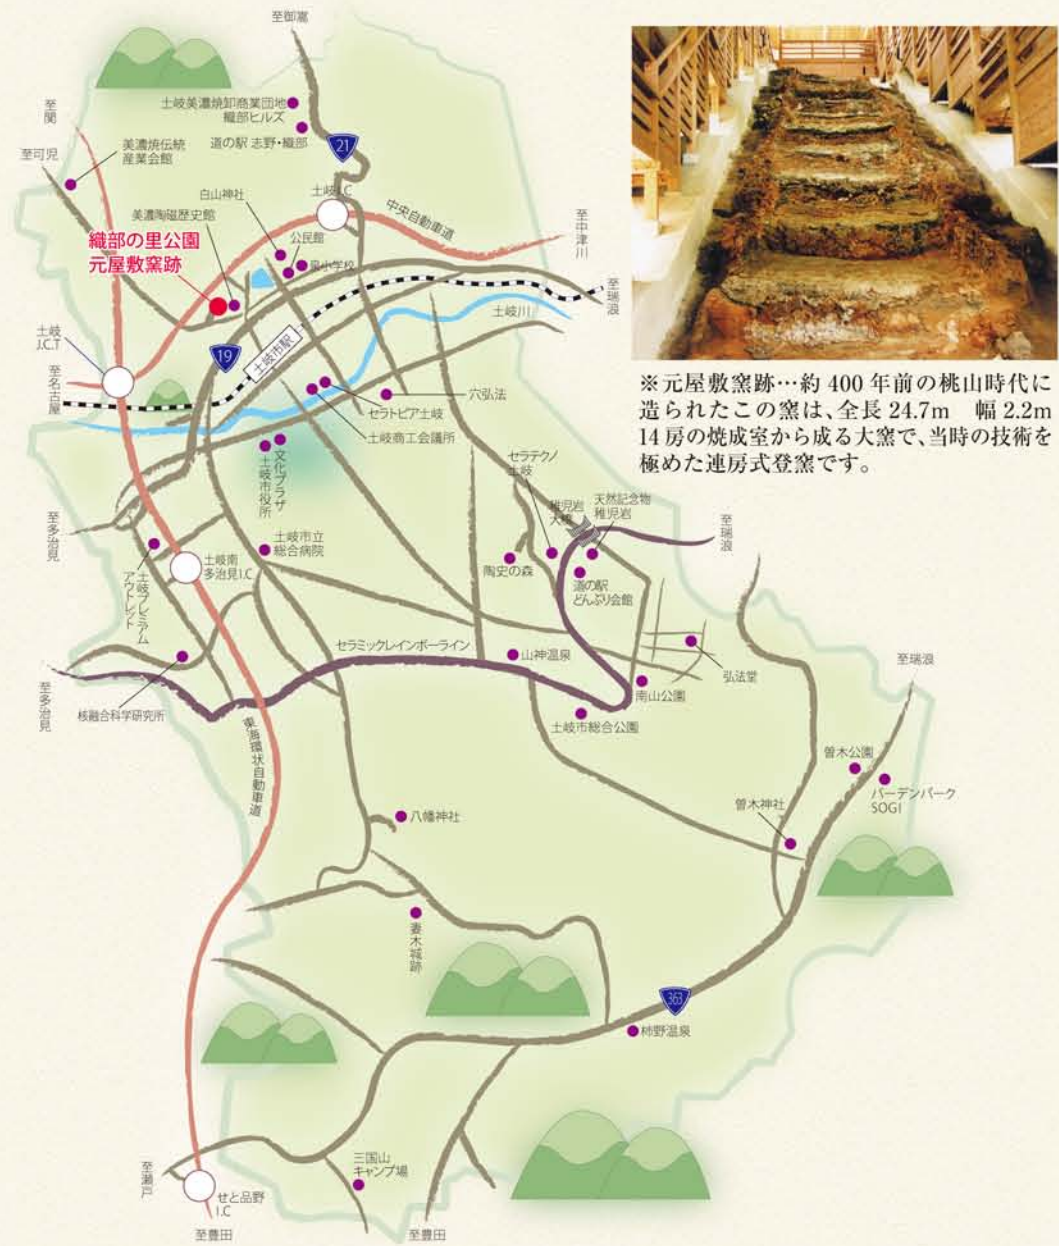 至御嵩
至関
至可児
土岐美濃焼卸商業団地
織部ヒルズ
道の駅 志野・織部
21
美濃焼伝統
産業会館
白山神社
土岐I.C
美濃陶磁歴史館
公民館
中央自動車道
至中津川
織部の里公園
元屋敷窯跡
泉小学校
至瑞浪
土岐川
土岐
J.C.T
19
土岐市駅
至名古屋
穴弘法
セラトピア土岐
土岐商工会議所
文化プラザ
土岐市役所
セラテクノ
土岐
稚児岩
大橋
天然記念物
稚児岩
至瑞浪
至多治見
土岐市立
総合病院
土岐南
多治見I.C
陶史の森
道の駅
どんぶり会館
土岐プレミアム
アウトレット
セラミックレインボーライン
山神温泉
弘法堂
至瑞浪
南山公園
至多治見
核融合科学研究所
土岐市総合公園
東海環状自動車道
曽木公園
バーデンパーク
SOGI
曽木神社
八幡神社
妻木城跡
363
柿野温泉
三国山
キャンプ場
至瀬戸
せと品野
I.C
至豊田
至豊田
※元屋敷窯跡…約 400 年前の桃山時代に
造られたこの窯は、全長 24.7m 幅 2.2m
14 房の焼成室から成る大窯で、当時の技術を
極めた連房式登窯です。